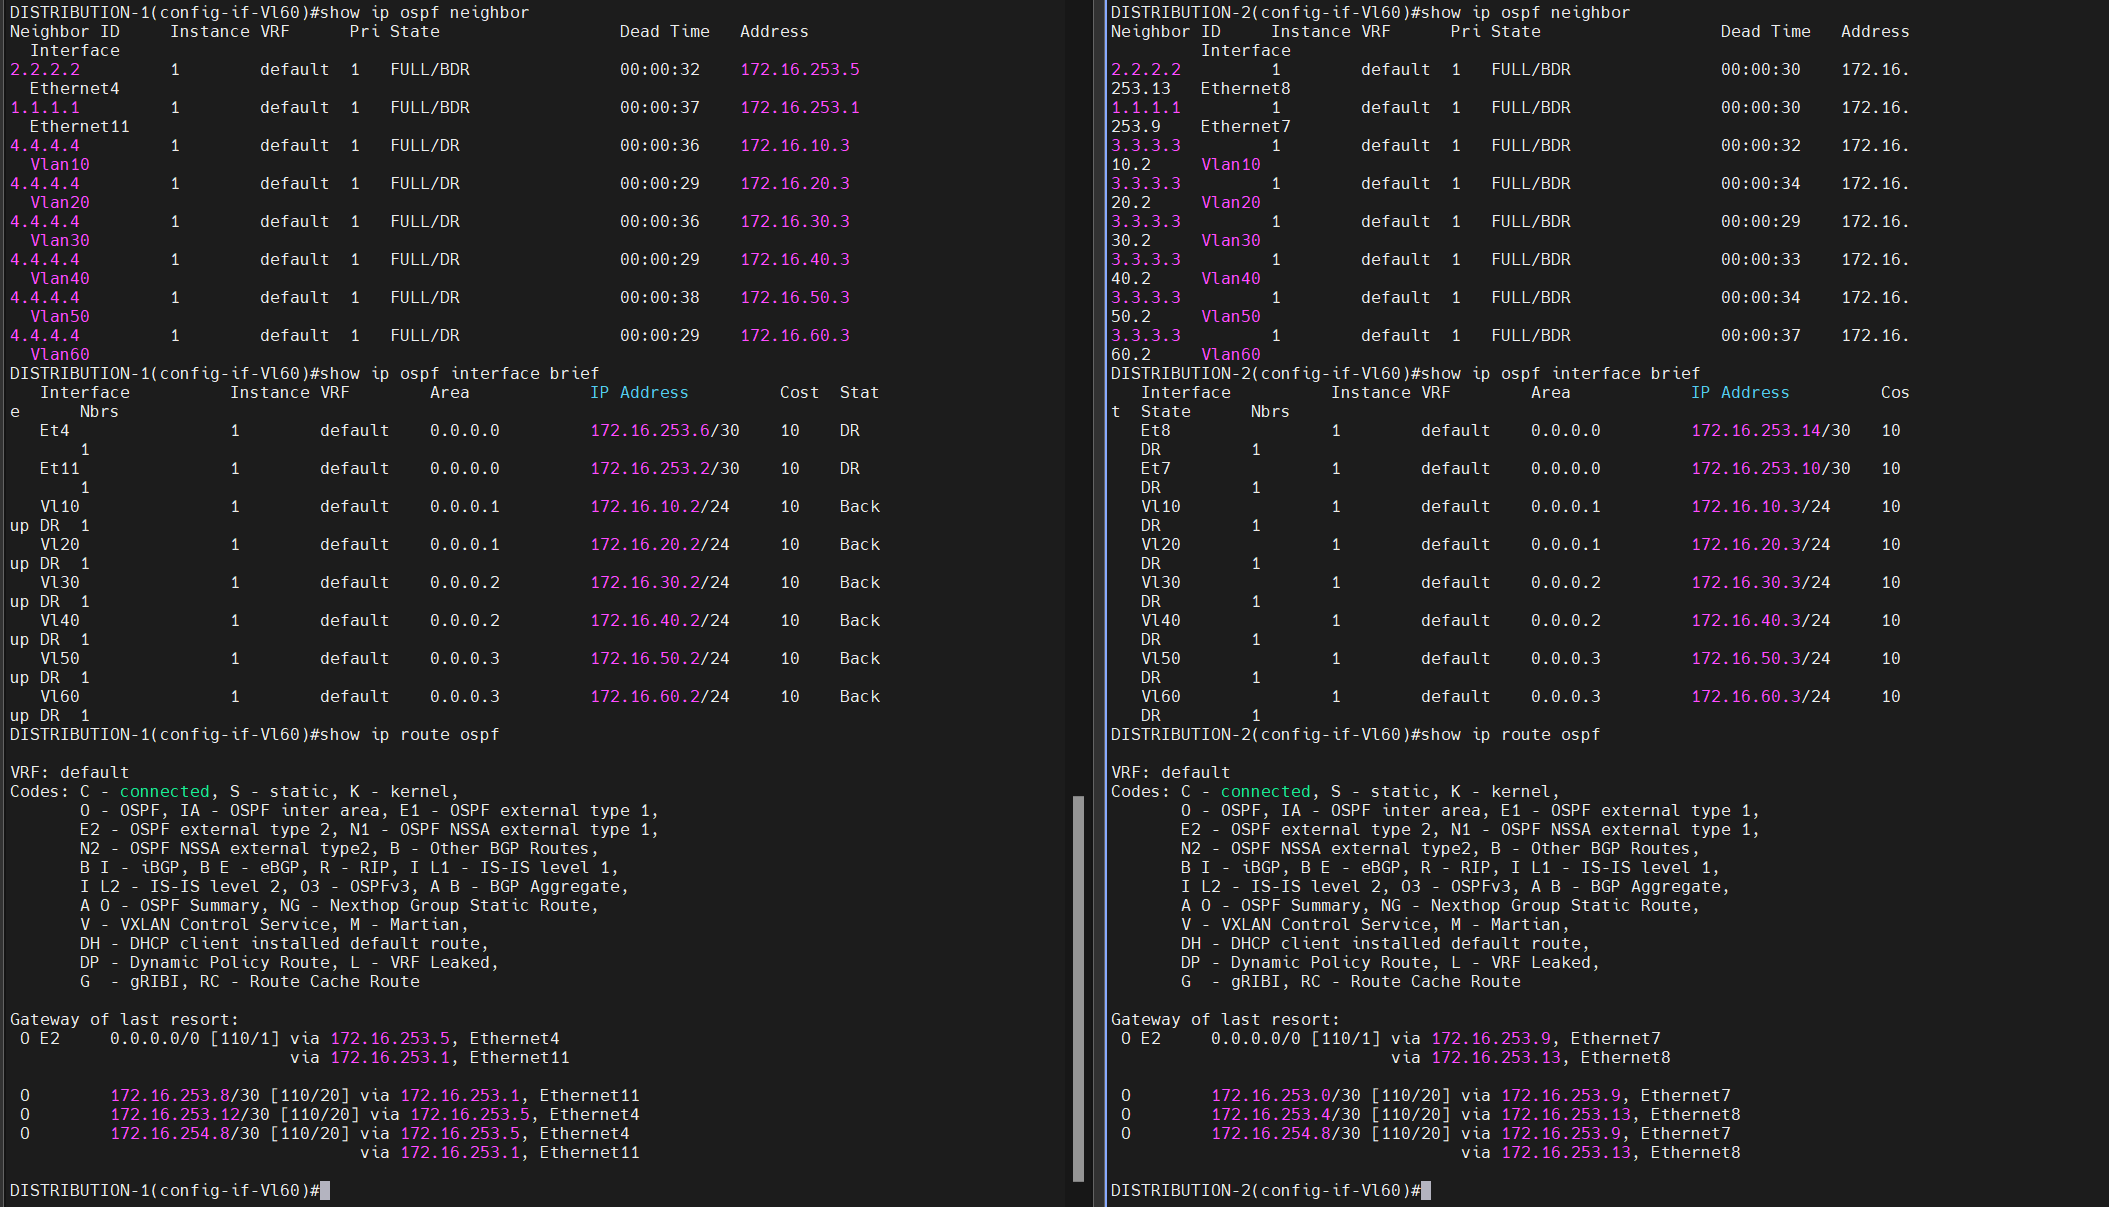 DISTRIBUTION-1(config-if-Vl60)#show ip ospf neighbor
Neighbor ID     Instance VRF      Pri State                  Dead Time   Address
  Interface
2.2.2.2         1        default  1   FULL/BDR               00:00:32    172.16.253.5
  Ethernet4
1.1.1.1         1        default  1   FULL/BDR               00:00:37    172.16.253.1
  Ethernet11
4.4.4.4         1        default  1   FULL/DR                00:00:36    172.16.10.3
  Vlan10
4.4.4.4         1        default  1   FULL/DR                00:00:29    172.16.20.3
  Vlan20
4.4.4.4         1        default  1   FULL/DR                00:00:36    172.16.30.3
  Vlan30
4.4.4.4         1        default  1   FULL/DR                00:00:29    172.16.40.3
  Vlan40
4.4.4.4         1        default  1   FULL/DR                00:00:38    172.16.50.3
  Vlan50
4.4.4.4         1        default  1   FULL/DR                00:00:29    172.16.60.3
  Vlan60
DISTRIBUTION-1(config-if-Vl60)#show ip ospf interface brief
   Interface          Instance VRF        Area            IP Address         Cost  Stat
e      Nbrs
   Et4                1        default    0.0.0.0         172.16.253.6/30    10    DR
       1
   Et11               1        default    0.0.0.0         172.16.253.2/30    10    DR
       1
   Vl10               1        default    0.0.0.1         172.16.10.2/24     10    Back
up DR  1
   Vl20               1        default    0.0.0.1         172.16.20.2/24     10    Back
up DR  1
   Vl30               1        default    0.0.0.2         172.16.30.2/24     10    Back
up DR  1
   Vl40               1        default    0.0.0.2         172.16.40.2/24     10    Back
up DR  1
   Vl50               1        default    0.0.0.3         172.16.50.2/24     10    Back
up DR  1
   Vl60               1        default    0.0.0.3         172.16.60.2/24     10    Back
up DR  1
DISTRIBUTION-1(config-if-Vl60)#show ip route ospf
VRF: default
Codes: C - connected, S - static, K - kernel,
       O - OSPF, IA - OSPF inter area, E1 - OSPF external type 1,
       E2 - OSPF external type 2, N1 - OSPF NSSA external type 1,
       N2 - OSPF NSSA external type2, B - Other BGP Routes,
       B I - iBGP, B E - eBGP, R - RIP, I L1 - IS-IS level 1,
       I L2 - IS-IS level 2, O3 - OSPFv3, A B - BGP Aggregate,
       A O - OSPF Summary, NG - Nexthop Group Static Route,
       V - VXLAN Control Service, M - Martian,
       DH - DHCP client installed default route,
       DP - Dynamic Policy Route, L - VRF Leaked,
       G  - gRIBI, RC - Route Cache Route
Gateway of last resort:
 O E2     0.0.0.0/0 [110/1] via 172.16.253.5, Ethernet4
                            via 172.16.253.1, Ethernet11
 O        172.16.253.8/30 [110/20] via 172.16.253.1, Ethernet11
 O        172.16.253.12/30 [110/20] via 172.16.253.5, Ethernet4
 O        172.16.254.8/30 [110/20] via 172.16.253.5, Ethernet4
                                   via 172.16.253.1, Ethernet11
DISTRIBUTION-1(config-if-Vl60)#
DISTRIBUTION-2(config-if-Vl60)#show ip ospf neighbor
Neighbor ID     Instance VRF      Pri State                  Dead Time   Address
         Interface
2.2.2.2         1        default  1   FULL/BDR               00:00:30    172.16.
253.13   Ethernet8
1.1.1.1         1        default  1   FULL/BDR               00:00:30    172.16.
253.9    Ethernet7
3.3.3.3         1        default  1   FULL/BDR               00:00:32    172.16.
10.2     Vlan10
3.3.3.3         1        default  1   FULL/BDR               00:00:34    172.16.
20.2     Vlan20
3.3.3.3         1        default  1   FULL/BDR               00:00:29    172.16.
30.2     Vlan30
3.3.3.3         1        default  1   FULL/BDR               00:00:33    172.16.
40.2     Vlan40
3.3.3.3         1        default  1   FULL/BDR               00:00:34    172.16.
50.2     Vlan50
3.3.3.3         1        default  1   FULL/BDR               00:00:37    172.16.
60.2     Vlan60
DISTRIBUTION-2(config-if-Vl60)#show ip ospf interface brief
   Interface          Instance VRF        Area            IP Address         Cos
t  State      Nbrs
   Et8                1        default    0.0.0.0         172.16.253.14/30   10
   DR         1
   Et7                1        default    0.0.0.0         172.16.253.10/30   10
   DR         1
   Vl10               1        default    0.0.0.1         172.16.10.3/24     10
   DR         1
   Vl20               1        default    0.0.0.1         172.16.20.3/24     10
   DR         1
   Vl30               1        default    0.0.0.2         172.16.30.3/24     10
   DR         1
   Vl40               1        default    0.0.0.2         172.16.40.3/24     10
   DR         1
   Vl50               1        default    0.0.0.3         172.16.50.3/24     10
   DR         1
   Vl60               1        default    0.0.0.3         172.16.60.3/24     10
   DR         1
DISTRIBUTION-2(config-if-Vl60)#show ip route ospf
VRF: default
Codes: C - connected, S - static, K - kernel,
       O - OSPF, IA - OSPF inter area, E1 - OSPF external type 1,
       E2 - OSPF external type 2, N1 - OSPF NSSA external type 1,
       N2 - OSPF NSSA external type2, B - Other BGP Routes,
       B I - iBGP, B E - eBGP, R - RIP, I L1 - IS-IS level 1,
       I L2 - IS-IS level 2, O3 - OSPFv3, A B - BGP Aggregate,
       A O - OSPF Summary, NG - Nexthop Group Static Route,
       V - VXLAN Control Service, M - Martian,
       DH - DHCP client installed default route,
       DP - Dynamic Policy Route, L - VRF Leaked,
       G  - gRIBI, RC - Route Cache Route
Gateway of last resort:
 O E2     0.0.0.0/0 [110/1] via 172.16.253.9, Ethernet7
                            via 172.16.253.13, Ethernet8
 O        172.16.253.0/30 [110/20] via 172.16.253.9, Ethernet7
 O        172.16.253.4/30 [110/20] via 172.16.253.13, Ethernet8
 O        172.16.254.8/30 [110/20] via 172.16.253.9, Ethernet7
                                   via 172.16.253.13, Ethernet8
DISTRIBUTION-2(config-if-Vl60)#